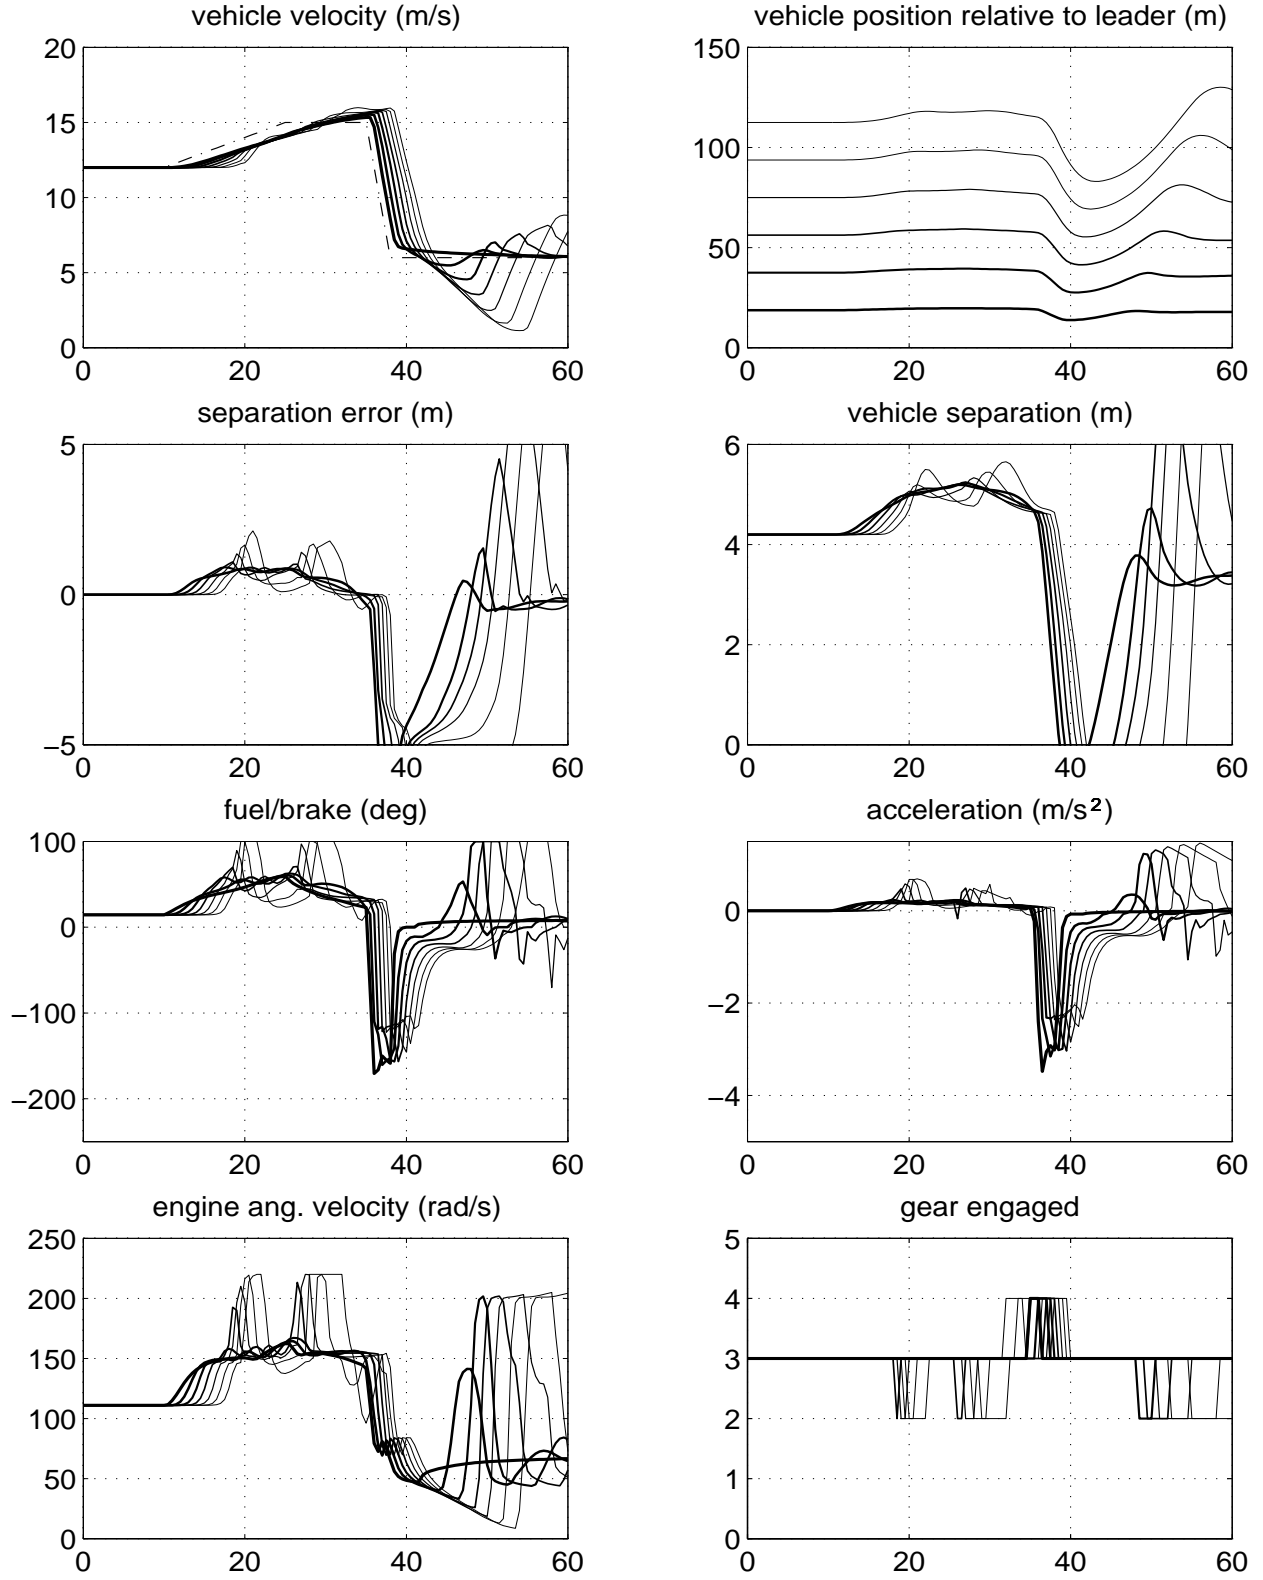 vehicle velocity (m/s)
20
15
10
5
0
0 20 40 60
vehicle position relative to leader (m)
150
100
50
0
0 20 40 60
separation error (m)
5
0
−5
0 20 40 60
vehicle separation (m)
6
4
2
0
0 20 40 60
fuel/brake (deg)
100
0
−100
−200
0 20 40 60
acceleration (m/s²)
0
−2
−4
0 20 40 60
engine ang. velocity (rad/s)
250
200
150
100
50
0
0 20 40 60
gear engaged
5
4
3
2
1
0
0 20 40 60